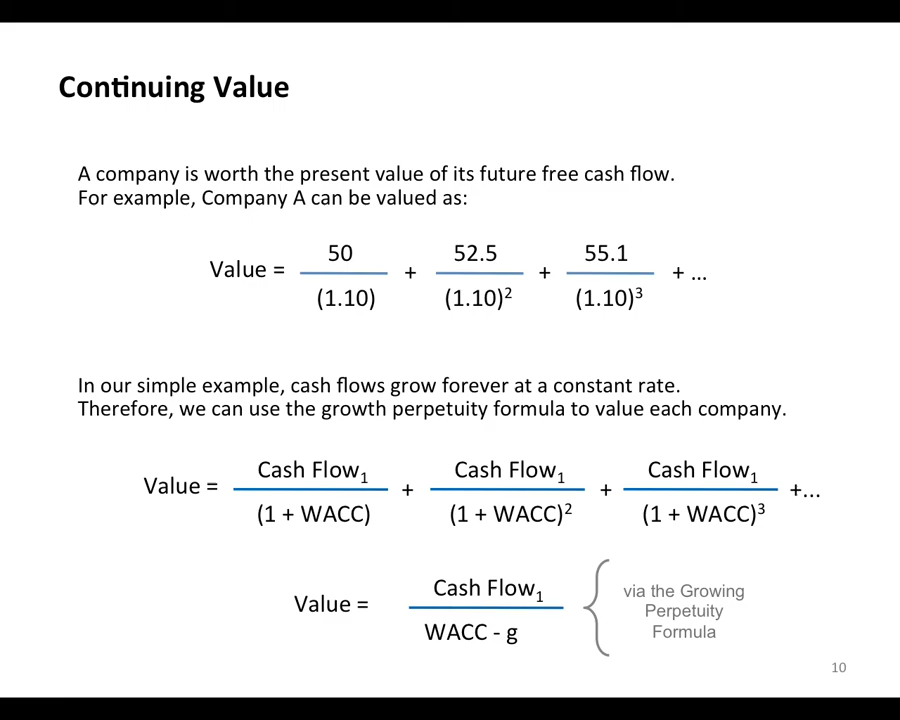 Continuing Value
A company is worth the present value of its future free cash flow.
For example, Company A can be valued as:
Value = 50 / (1.10) + 52.5 / (1.10)² + 55.1 / (1.10)³ + ...
In our simple example, cash flows grow forever at a constant rate.
Therefore, we can use the growth perpetuity formula to value each company.
Value = Cash Flow₁ / (1 + WACC) + Cash Flow₁ / (1 + WACC)² + Cash Flow₁ / (1 + WACC)³ +...
Value = Cash Flow₁ / WACC - g
via the Growing
Perpetuity
Formula
10